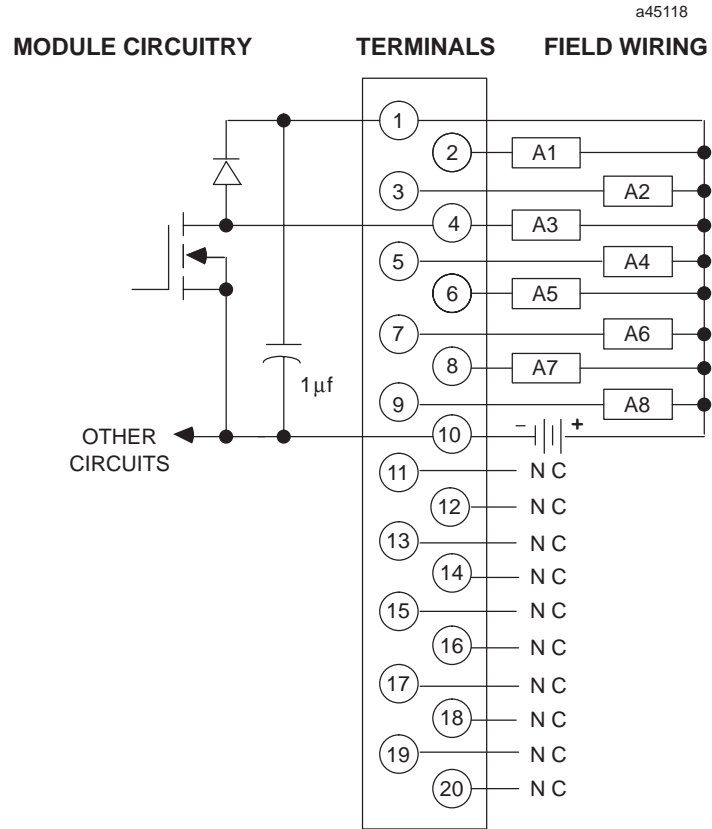 a45118
MODULE CIRCUITRY TERMINALS FIELD WIRING
1
2 A1
3 A2
4 A3
5 A4
6 A5
7 A6
8 A7
1μf
9 A8
OTHER
CIRCUITS
10 − +
11 N C
12 N C
13 N C
14 N C
15 N C
16 N C
17 N C
18 N C
19 N C
20 N C